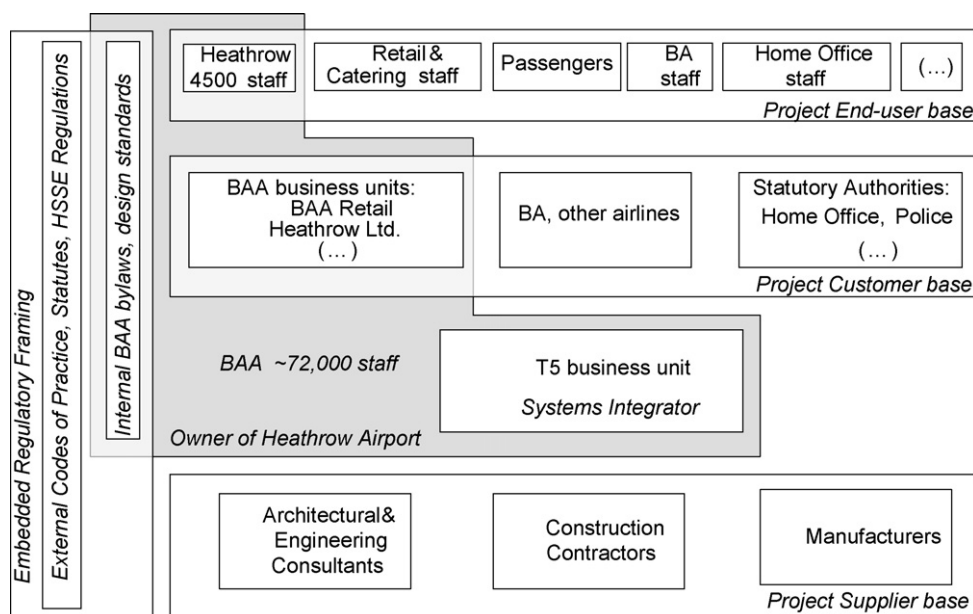 Embedded Regulatory Framing
External Codes of Practice, Statutes, HSSE Regulations
Internal BAA bylaws, design standards
Heathrow
4500 staff
Retail &
Catering staff
Passengers
BA
staff
Home Office
staff
(…)
Project End-user base
BAA business units:
BAA Retail
Heathrow Ltd.
(…)
BA, other airlines
Statutory Authorities:
Home Office, Police
(…)
Project Customer base
BAA ~72,000 staff
T5 business unit
Systems Integrator
Owner of Heathrow Airport
Architectural &
Engineering
Consultants
Construction
Contractors
Manufacturers
Project Supplier base